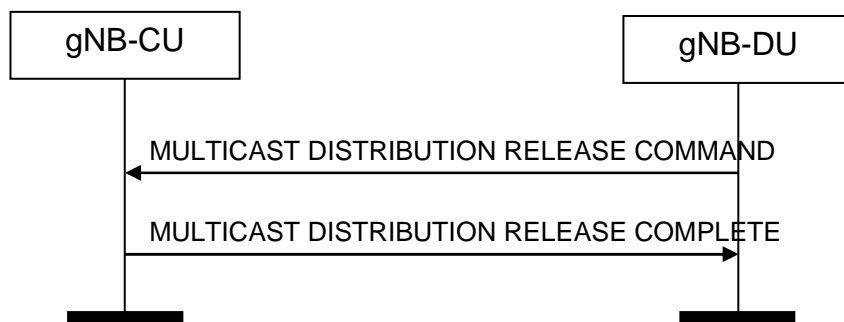 gNB-CU
gNB-DU
MULTICAST DISTRIBUTION RELEASE COMMAND
MULTICAST DISTRIBUTION RELEASE COMPLETE